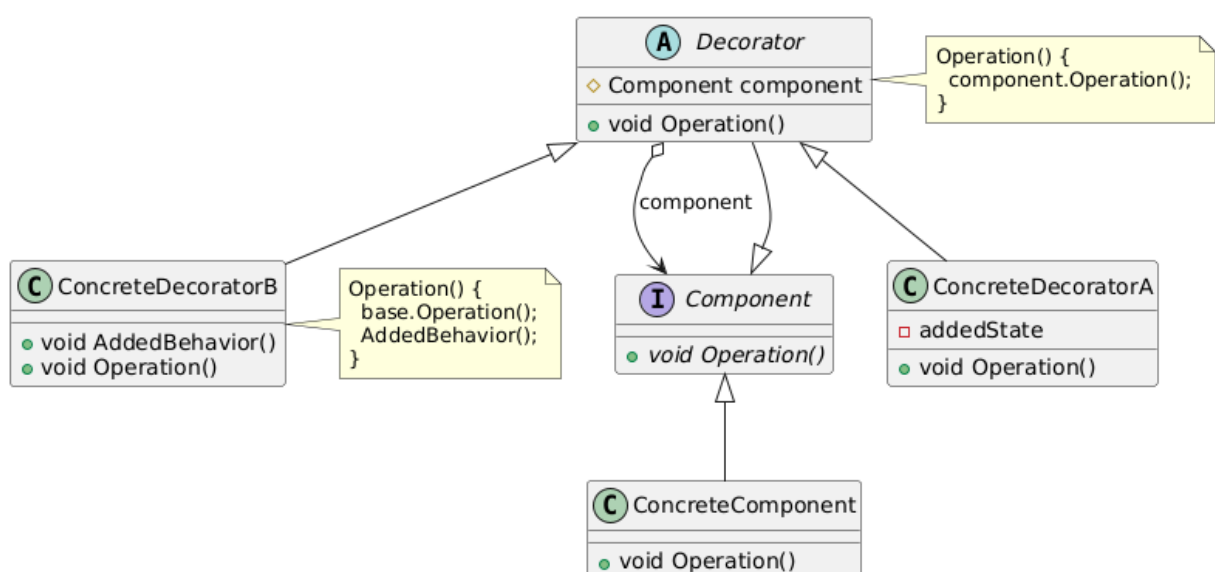 A Decorator
Component component
void Operation()
Operation() {
component.Operation();
}
component
C ConcreteDecoratorB
void AddedBehavior()
void Operation()
Operation() {
base.Operation();
AddedBehavior();
}
I Component
void Operation()
C ConcreteDecoratorA
addedState
void Operation()
C ConcreteComponent
void Operation()